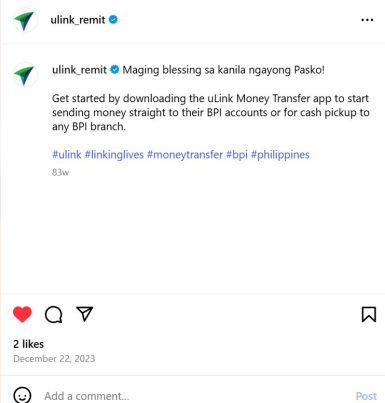 ulink_remit
ulink_remit Maging blessing sa kanila ngayong Pasko!
Get started by downloading the uLink Money Transfer app to start
sending money straight to their BPI accounts or for cash pickup to
any BPI branch.
#ulink #linkinglives #moneytransfer #bpi #philippines
83w
2 likes
December 22, 2023
Add a comment...
Post